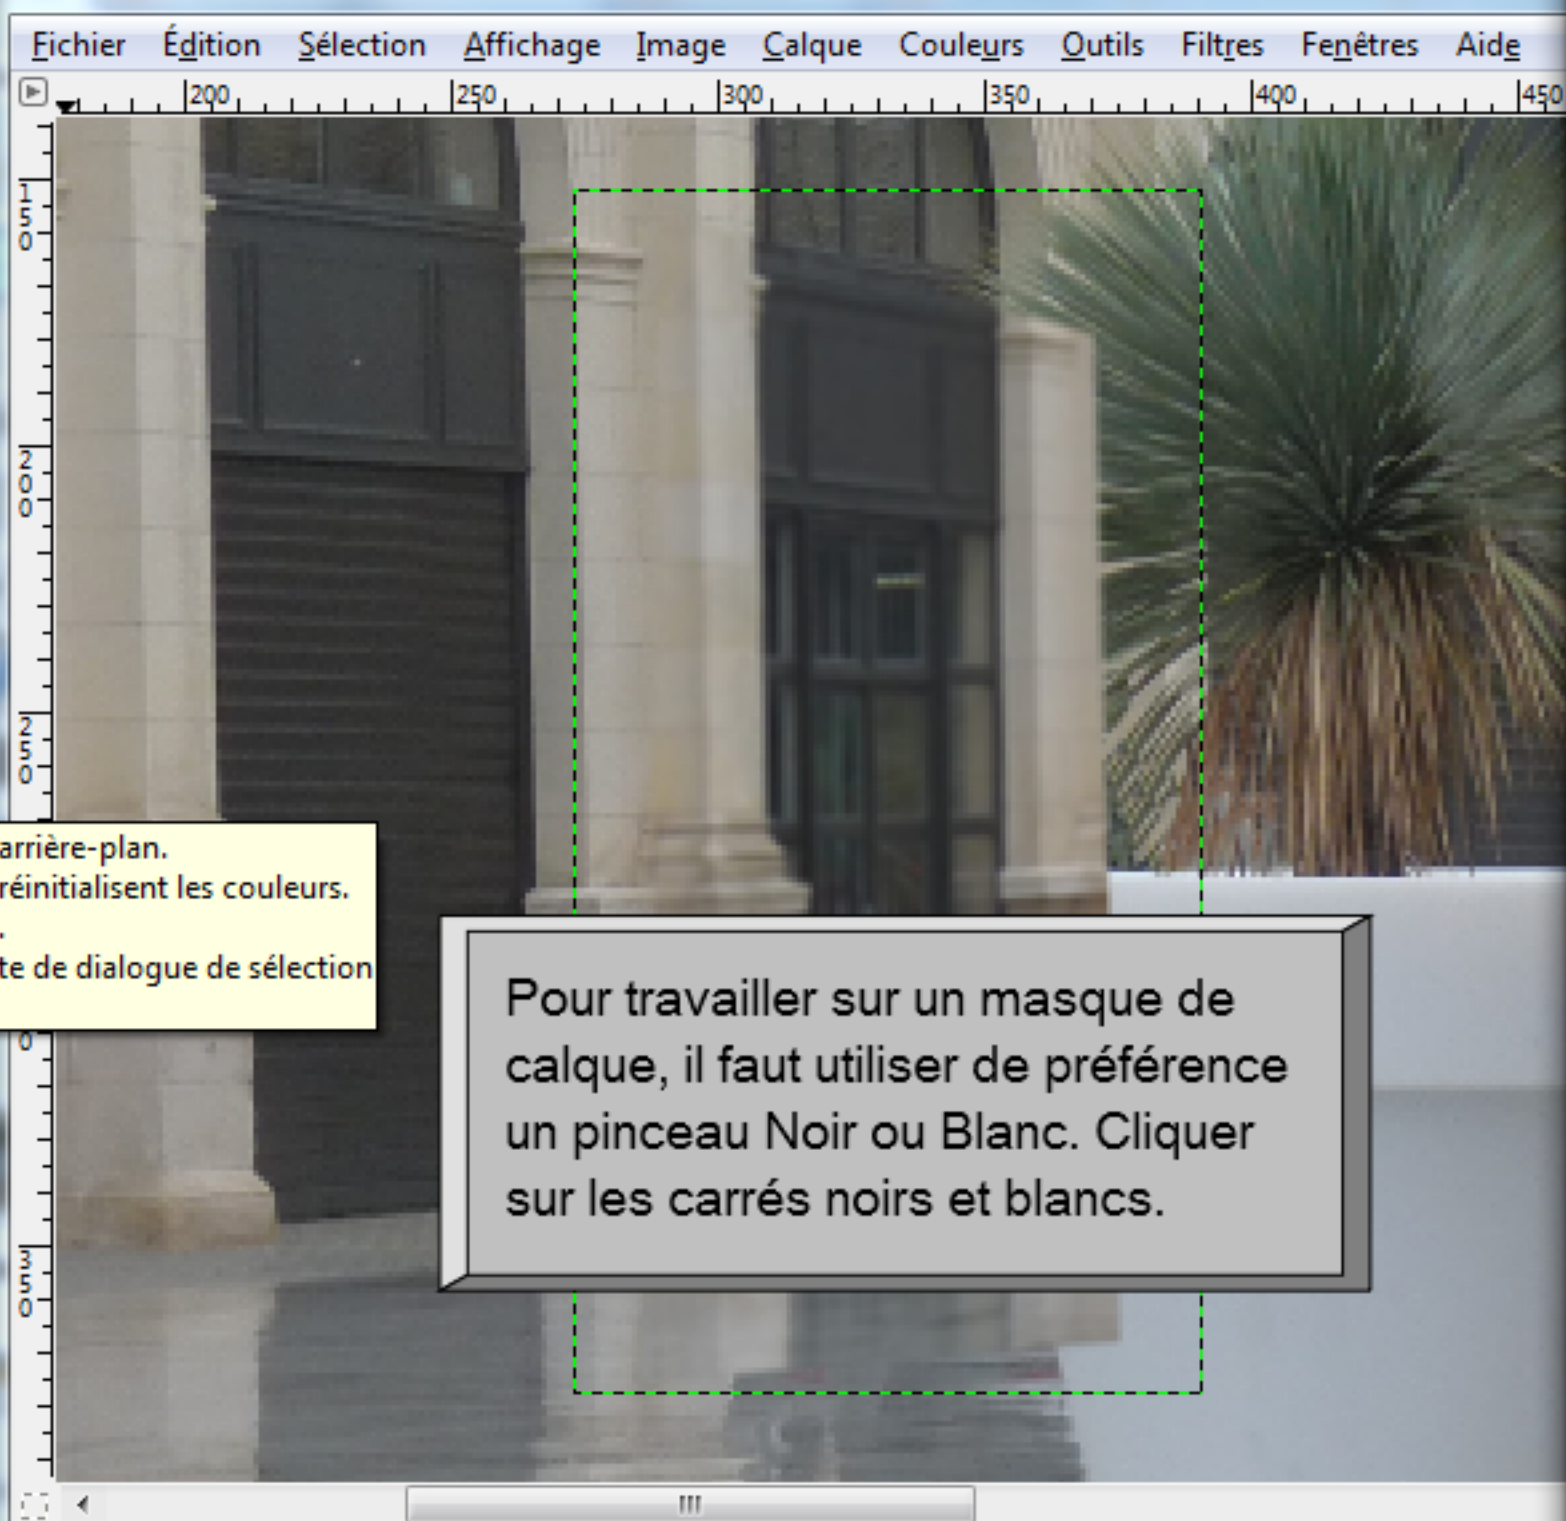 Fichier Édition Sélection Affichage Image Calque Couleurs Outils Filtres Fenêtres Aide
200 250 300 350 400 450
150
200
250
arrière-plan.
réinitialisent les couleurs.
.
te de dialogue de sélection
0
350
Pour travailler sur un masque de
calque, il faut utiliser de préférence
un pinceau Noir ou Blanc. Cliquer
sur les carrés noirs et blancs.